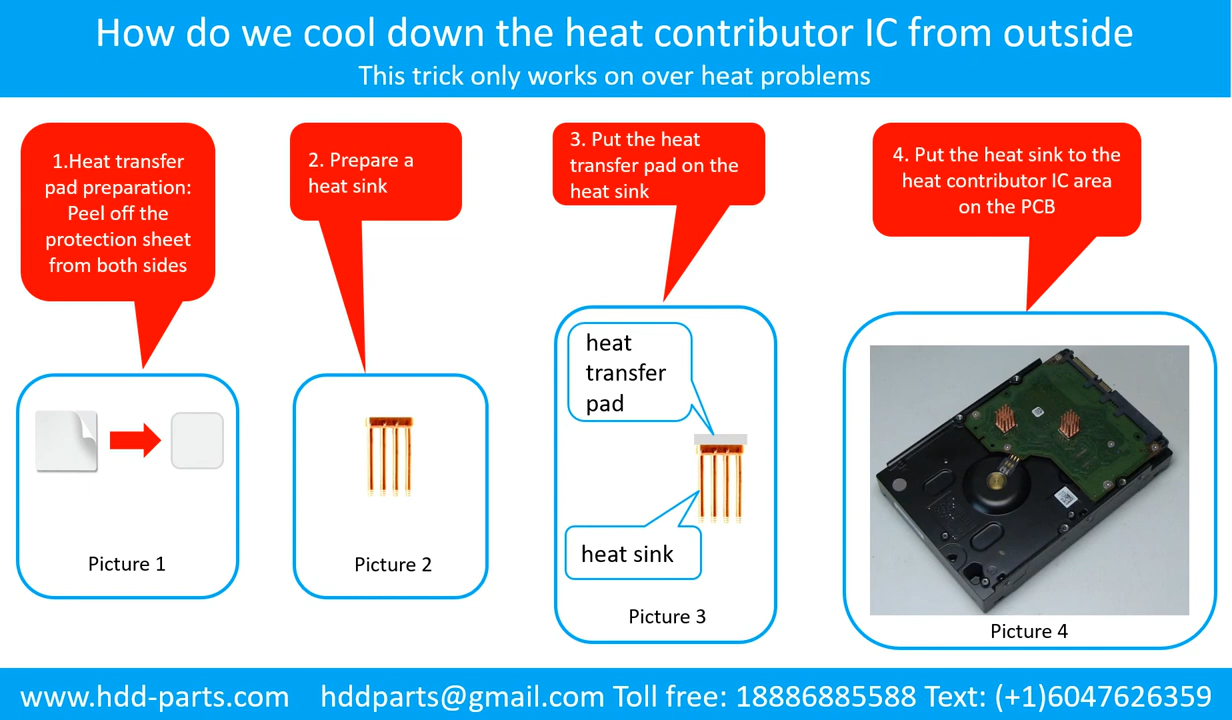 How do we cool down the heat contributor IC from outside
This trick only works on over heat problems
1.Heat transfer
pad preparation:
Peel off the
protection sheet
from both sides
2. Prepare a
heat sink
3. Put the heat
transfer pad on the
heat sink
4. Put the heat sink to the
heat contributor IC area
on the PCB
Picture 1
Picture 2
heat
transfer
pad
heat sink
Picture 3
Picture 4
www.hdd-parts.com hddparts@gmail.com Toll free: 18886885588 Text: (+1)6047626359